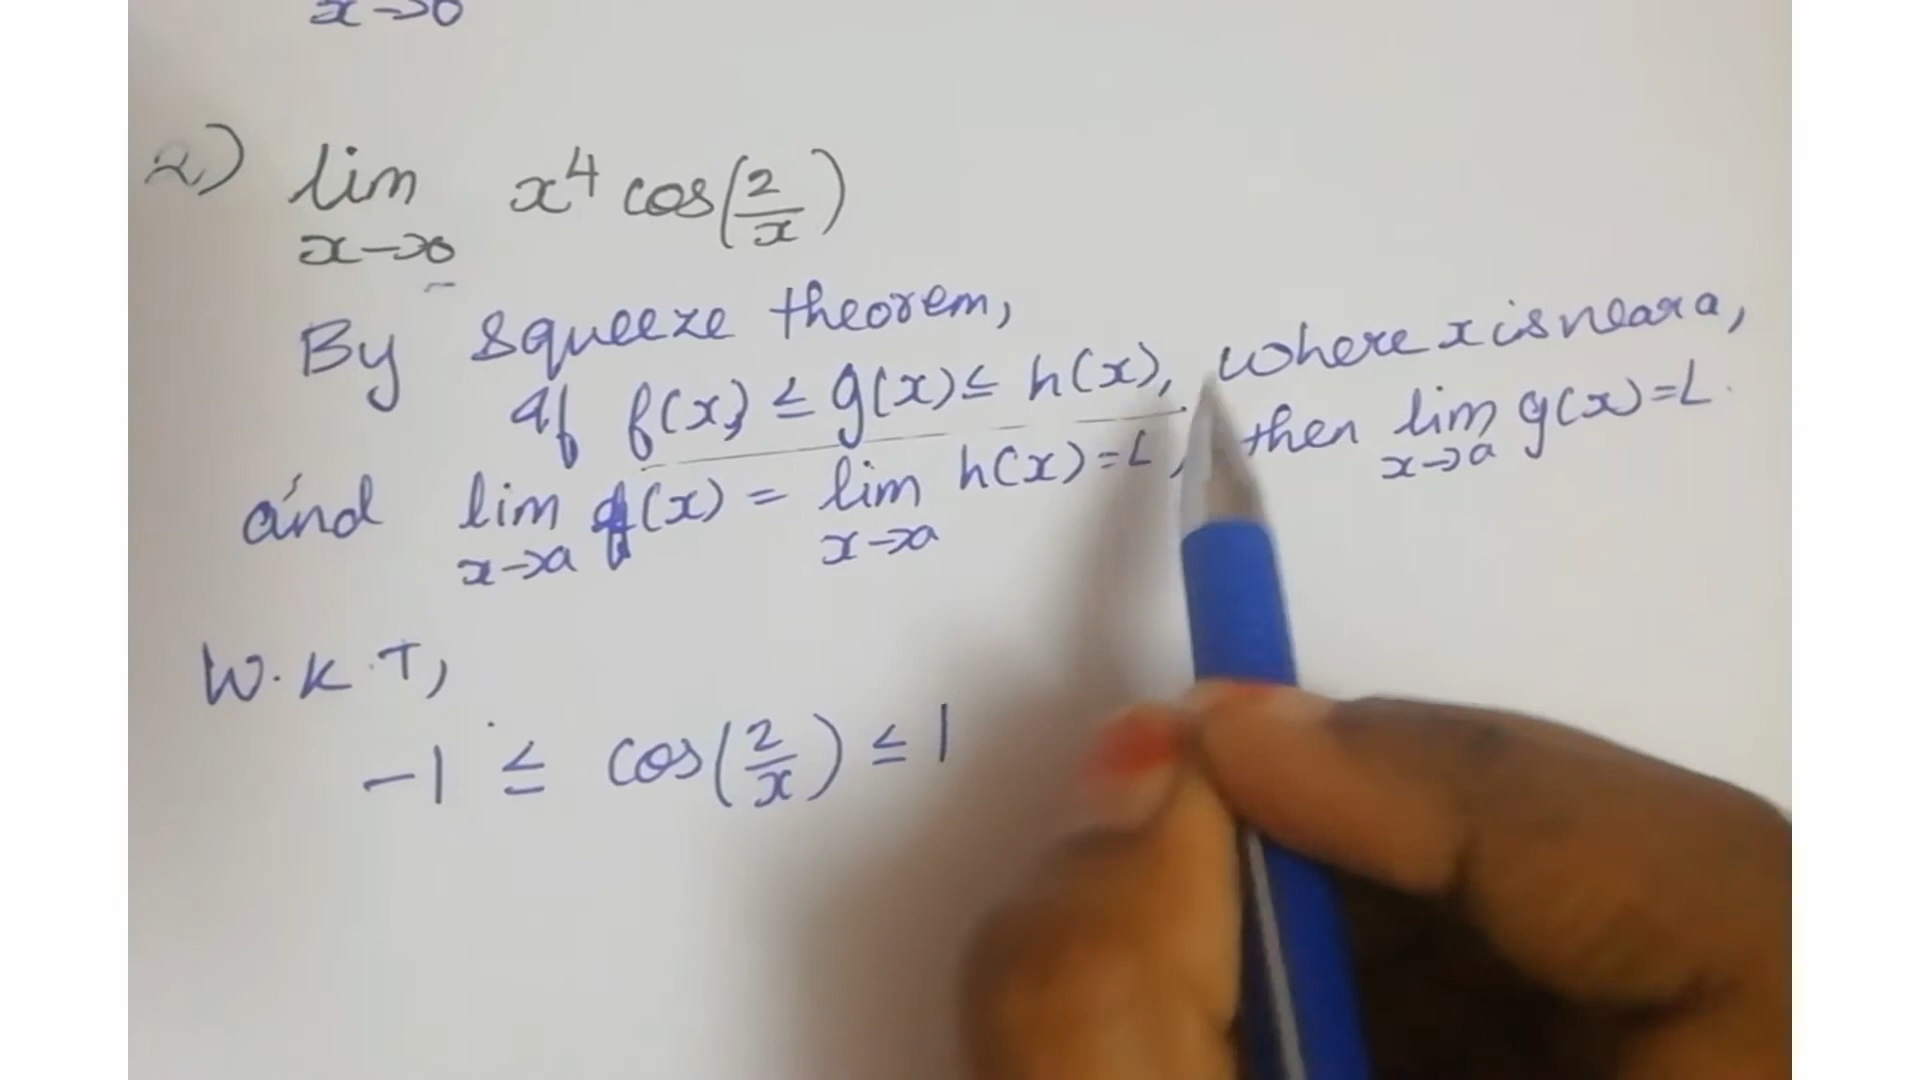 x→0
2) lim x⁴ cos(2/x)
x→0
By squeeze theorem,
If f(x) ≤ g(x) ≤ h(x), where x is near a,
and lim f(x) = lim h(x) = L, then lim g(x) = L.
x→a x→a x→a
W.K.T,
-1 ≤ cos(2/x) ≤ 1